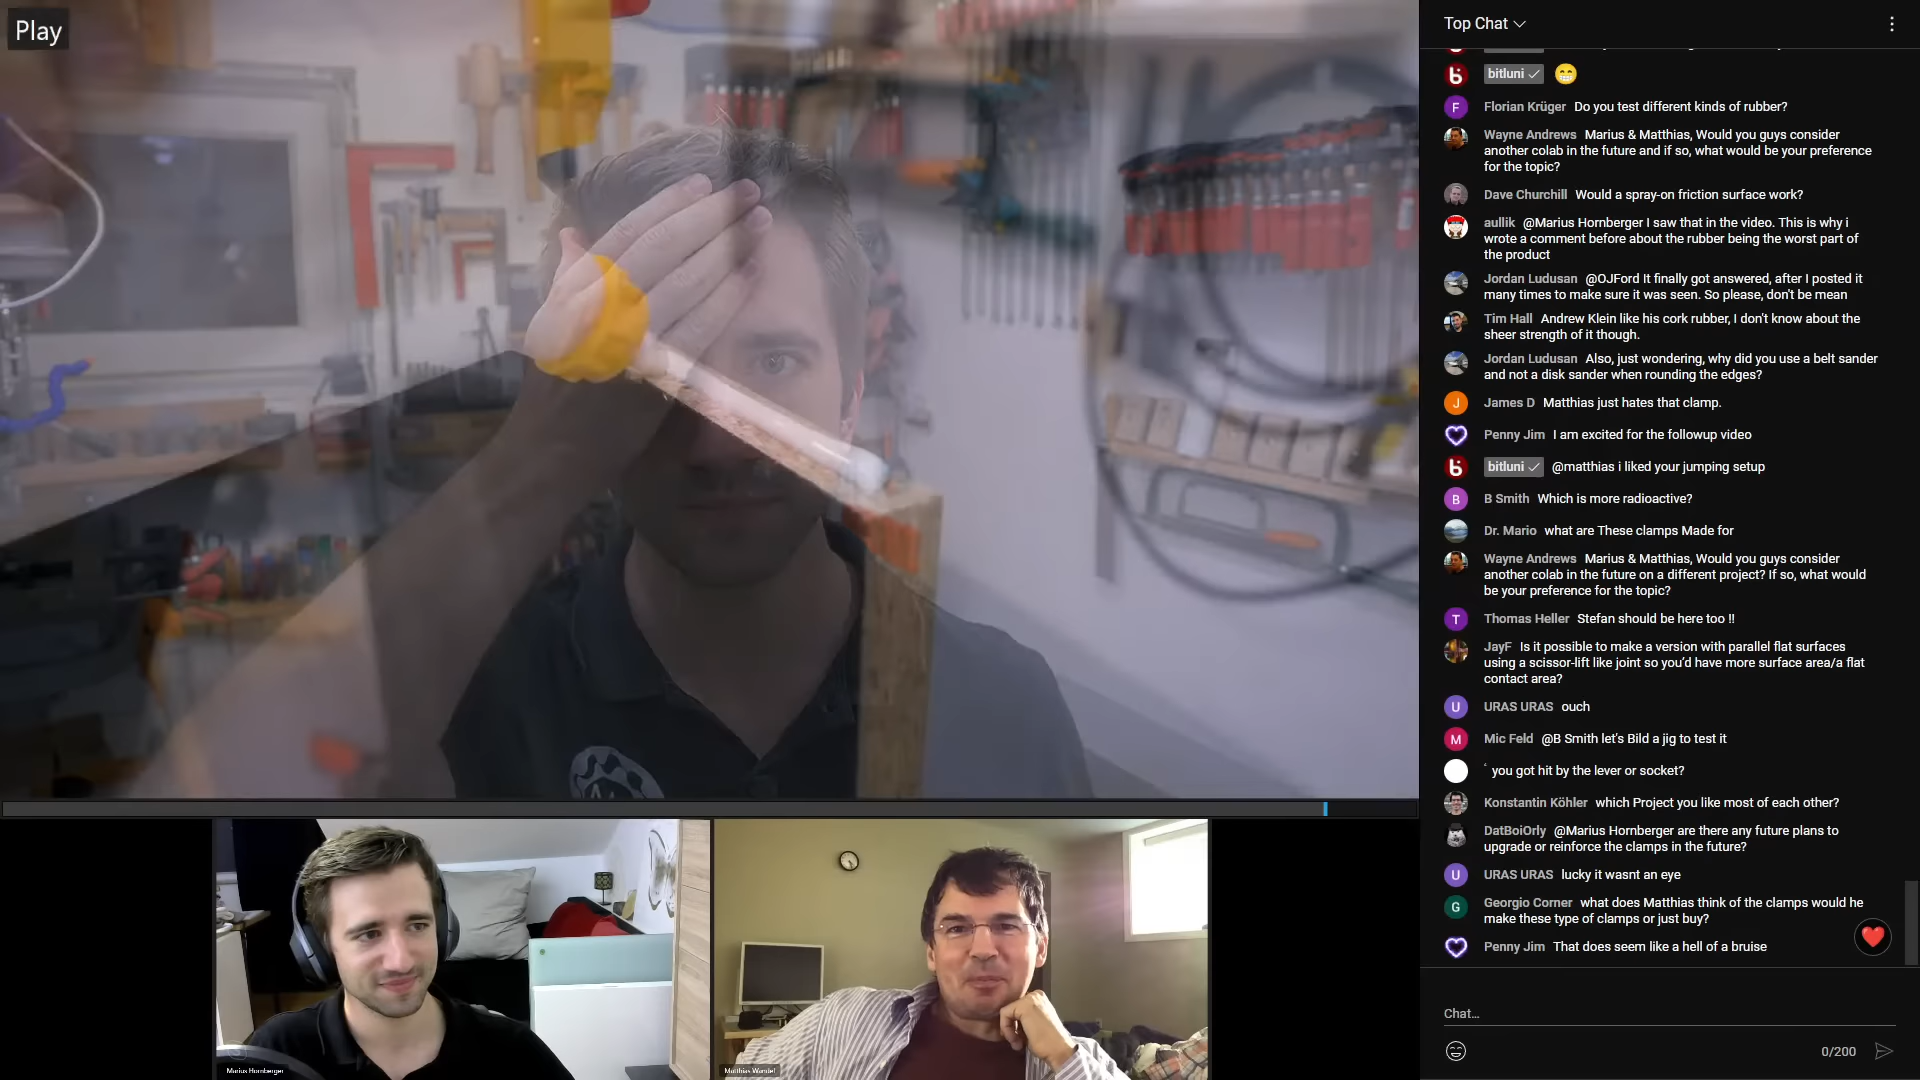 Play
Top Chat
bitluni 😁
Florian Krüger Do you test different kinds of rubber?
Wayne Andrews Marius & Matthias, Would you guys consider
another colab in the future and if so, what would be your preference
for the topic?
Dave Churchill Would a spray-on friction surface work?
aullik @Marius Hornberger I saw that in the video. This is why i
wrote a comment before about the rubber being the worst part of
the product
Jordan Ludusan @OJFord It finally got answered, after I posted it
many times to make sure it was seen. So please, don't be mean
Tim Hall Andrew Klein like his cork rubber, I don't know about the
sheer strength of it though.
Jordan Ludusan Also, just wondering, why did you use a belt sander
and not a disk sander when rounding the edges?
J James D Matthias just hates that clamp.
Penny Jim I am excited for the followup video
bitluni @matthias i liked your jumping setup
B B Smith Which is more radioactive?
Dr. Mario what are These clamps Made for
Wayne Andrews Marius & Matthias, Would you guys consider
another colab in the future on a different project? If so, what would
be your preference for the topic?
T Thomas Heller Stefan should be here too !!
JayF Is it possible to make a version with parallel flat surfaces
using a scissor-lift like joint so you'd have more surface area/a flat
contact area?
U URAS URAS ouch
M Mic Feld @B Smith let's Bild a jig to test it
you got hit by the lever or socket?
Konstantin Köhler which Project you like most of each other?
DatBoiOrly @Marius Hornberger are there any future plans to
upgrade or reinforce the clamps in the future?
U URAS URAS lucky it wasnt an eye
G Georgio Corner what does Matthias think of the clamps would he
make these type of clamps or just buy?
Penny Jim That does seem like a hell of a bruise
Chat...
0/200
Marius Hornberger
Matthias Wandel